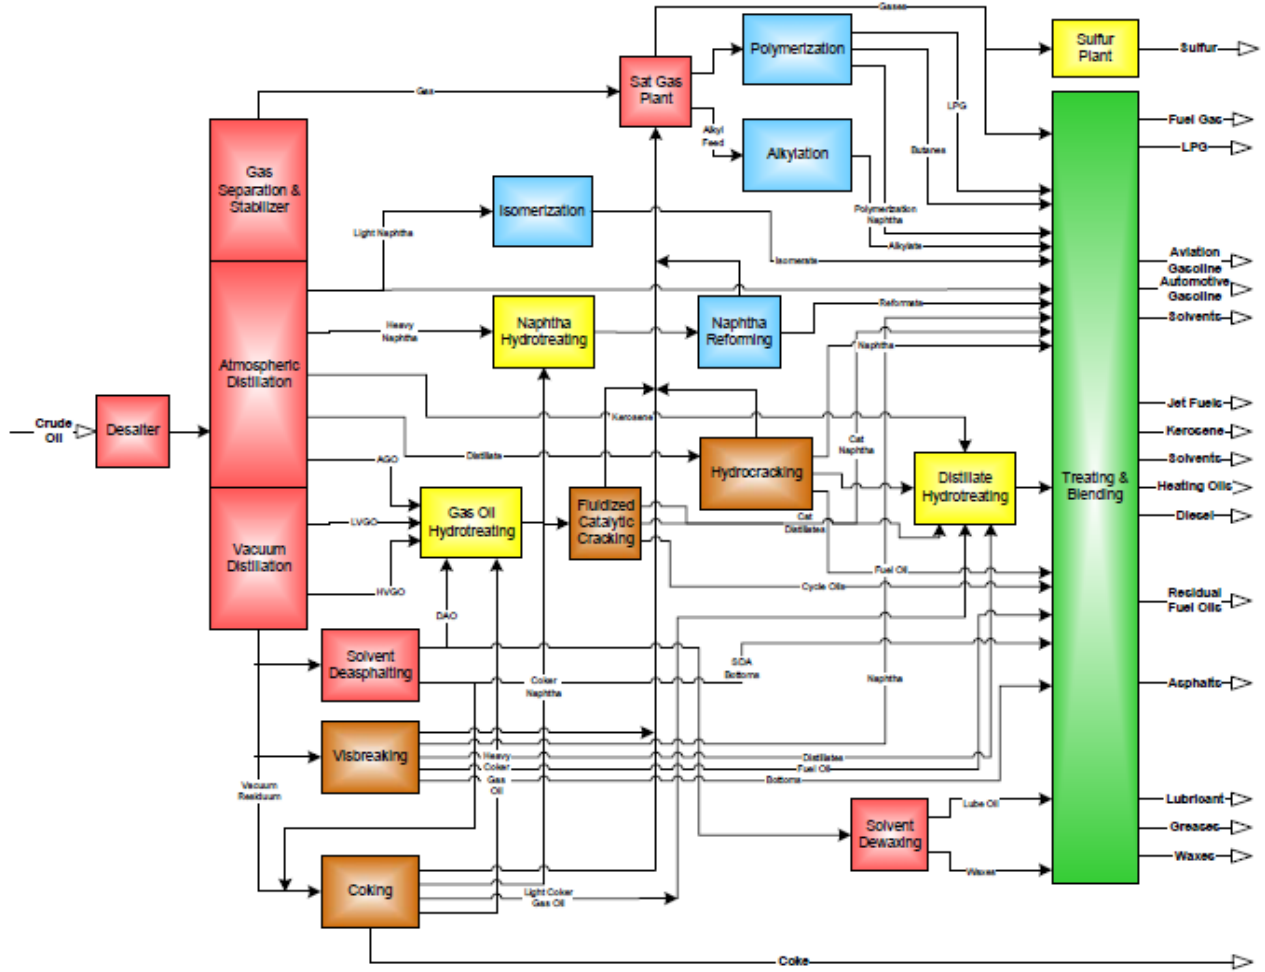 Gases
Polymerization
Sulfur
Plant
Sulfur
Sat Gas
Plant
Gas
LPG
Fuel Gas
Alkyl
Feed
Alkylation
Butanes
LPG
Gas
Separation &
Stabilizer
Isomerization
Light Naphtha
Polymerization
Naphtha
Alkylate
Isomerate
Aviation
Gasoline
Automotive
Gasoline
Reformate
Solvents
Heavy
Naphtha
Naphtha
Hydrotreating
Naphtha
Reforming
Naphtha
Atmospheric
Distillation
Crude
Oil
Desalter
Kerosene
Jet Fuels
Kerosene
Cat
Naphtha
AGO
Distillate
Hydrocracking
Distillate
Hydrotreating
Treating &
Blending
Solvents
Heating Oils
Diesel
LVGO
Gas Oil
Hydrotreating
Fluidized
Catalytic
Cracking
Cat
Distillates
Vacuum
Distillation
Fuel Oil
Cycle Oils
HVGO
DAO
Residual
Fuel Oils
Solvent
Deasphalting
Coker
Naphtha
SDA
Bottoms
Naphtha
Asphalts
Visbreaking
Heavy
Coker
Gas
Oil
Distillates
Fuel Oil
Bottoms
Vacuum
Residuum
Solvent
Dewaxing
Lube Oil
Waxes
Lubricant
Greases
Waxes
Coking
Light Coker
Gas Oil
Coke